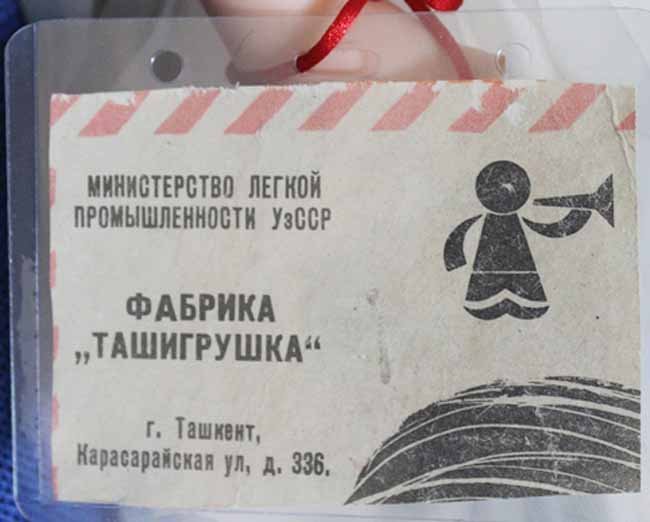 МИНИСТЕРСТВО ЛЕГКОЙ
ПРОМЫШЛЕННОСТИ УзССР
ФАБРИКА
„ТАШИГРУШКА“
г. Ташкент,
Карасарайская ул, д. 336.